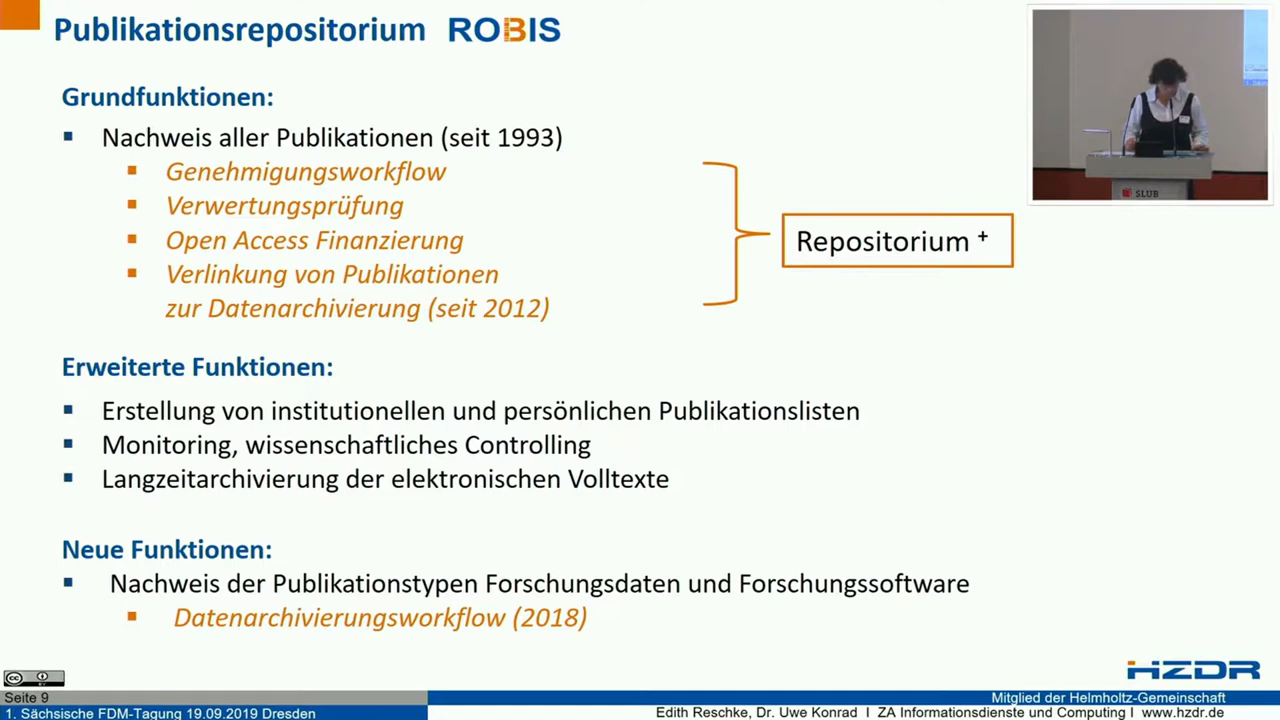 Publikationsrepositorium ROBIS
Grundfunktionen:
Nachweis aller Publikationen (seit 1993)
Genehmigungsworkflow
Verwertungsprüfung
Open Access Finanzierung
Verlinkung von Publikationen
zur Datenarchivierung (seit 2012)
Repositorium +
SLUB
Erweiterte Funktionen:
Erstellung von institutionellen und persönlichen Publikationslisten
Monitoring, wissenschaftliches Controlling
Langzeitarchivierung der elektronischen Volltexte
Neue Funktionen:
Nachweis der Publikationstypen Forschungsdaten und Forschungssoftware
Datenarchivierungsworkflow (2018)
HZDR
cc
BY
Seite 9
Mitglied der Helmholtz-Gemeinschaft
1. Sächsische FDM-Tagung 19.09.2019 Dresden
Edith Reschke, Dr. Uwe Konrad I ZA Informationsdienste und Computing I www.hzdr.de